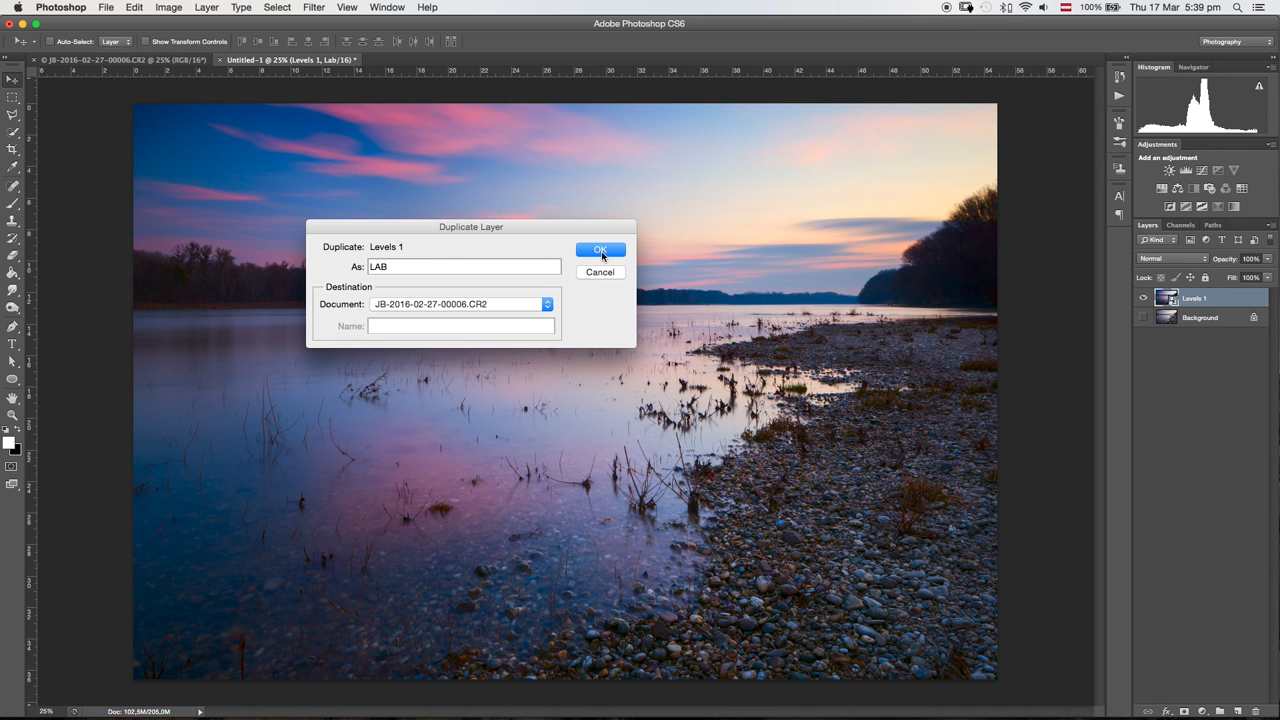 Photoshop File Edit Image Layer Type Select Filter View Window Help 100% Thu 17 Mar 5:39 pm
Adobe Photoshop CS6
Auto-Select: Layer Show Transform Controls Photography
× © JB-2016-02-27-00006.CR2 @ 25% (RGB/16*) × Untitled-1 @ 25% (Levels 1, Lab/16) *
Histogram Navigator
Adjustments
Add an adjustment
Layers Channels Paths
Kind
Normal Opacity: 100%
Lock: Fill: 100%
Levels 1
Background
Duplicate Layer
Duplicate: Levels 1 OK
As: LAB Cancel
Destination
Document: JB-2016-02-27-00006.CR2
Name:
25% Doc: 102,5M/205,0M